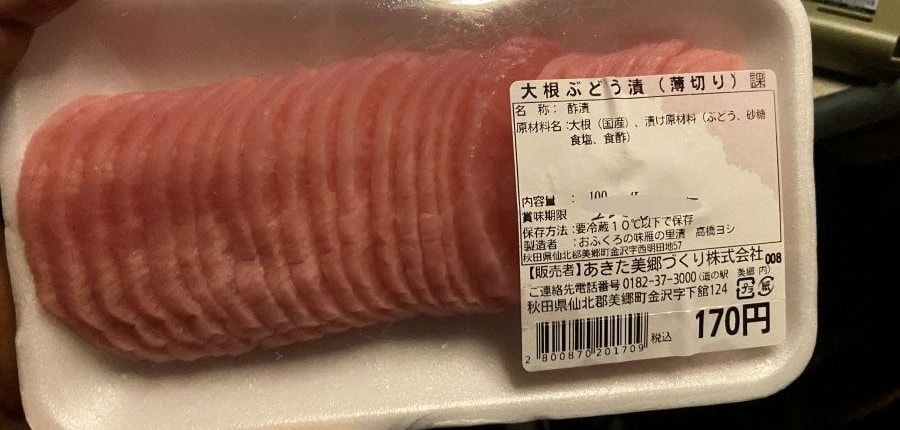 大根ぶどう漬(薄切り) 課
名 称: 酢漬
原材料名:大根(国産)、漬け原材料(ぶどう、砂糖
食塩、食酢)
内容量 : 100
賞味期限
保存方法:要冷蔵10℃以下で保存
製造者 :おふくろの味雁の里漬 高橋ヨシ
秋田県仙北郡美郷町金沢字西明田地57
【販売者】あきた美郷づくり株式会社008
ご連絡先電話番号 0182-37-3000(道の駅 美郷 内)
秋田県仙北郡美郷町金沢字下舘124 プラ 紙
税込 170円
2 800870 201709